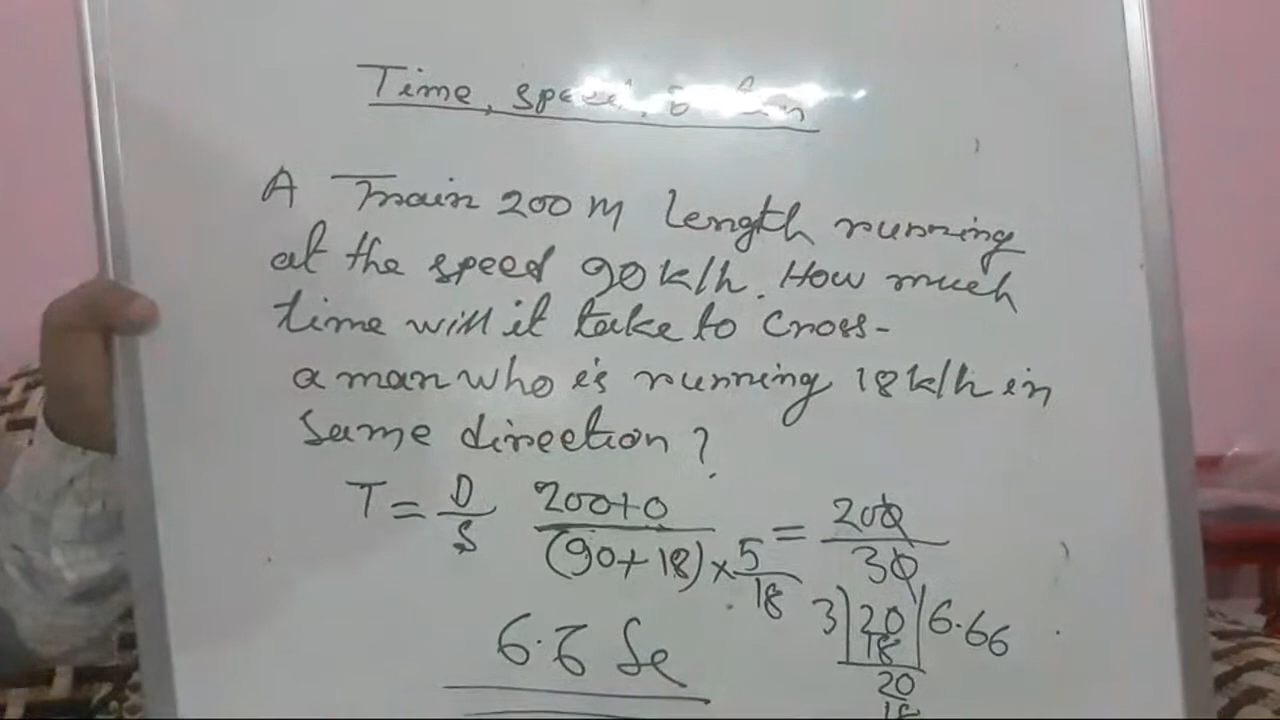 Time, speed,
A Train 200 M Length running
at the speed 90 k/h. How much
time will it take to Cross-
a man who is running 18 k/h in
Same direction?
T = D/S (200+0)/((90+18) × 5/18) = 200/30
3)20(6.66
18
20
18
6.6 Se